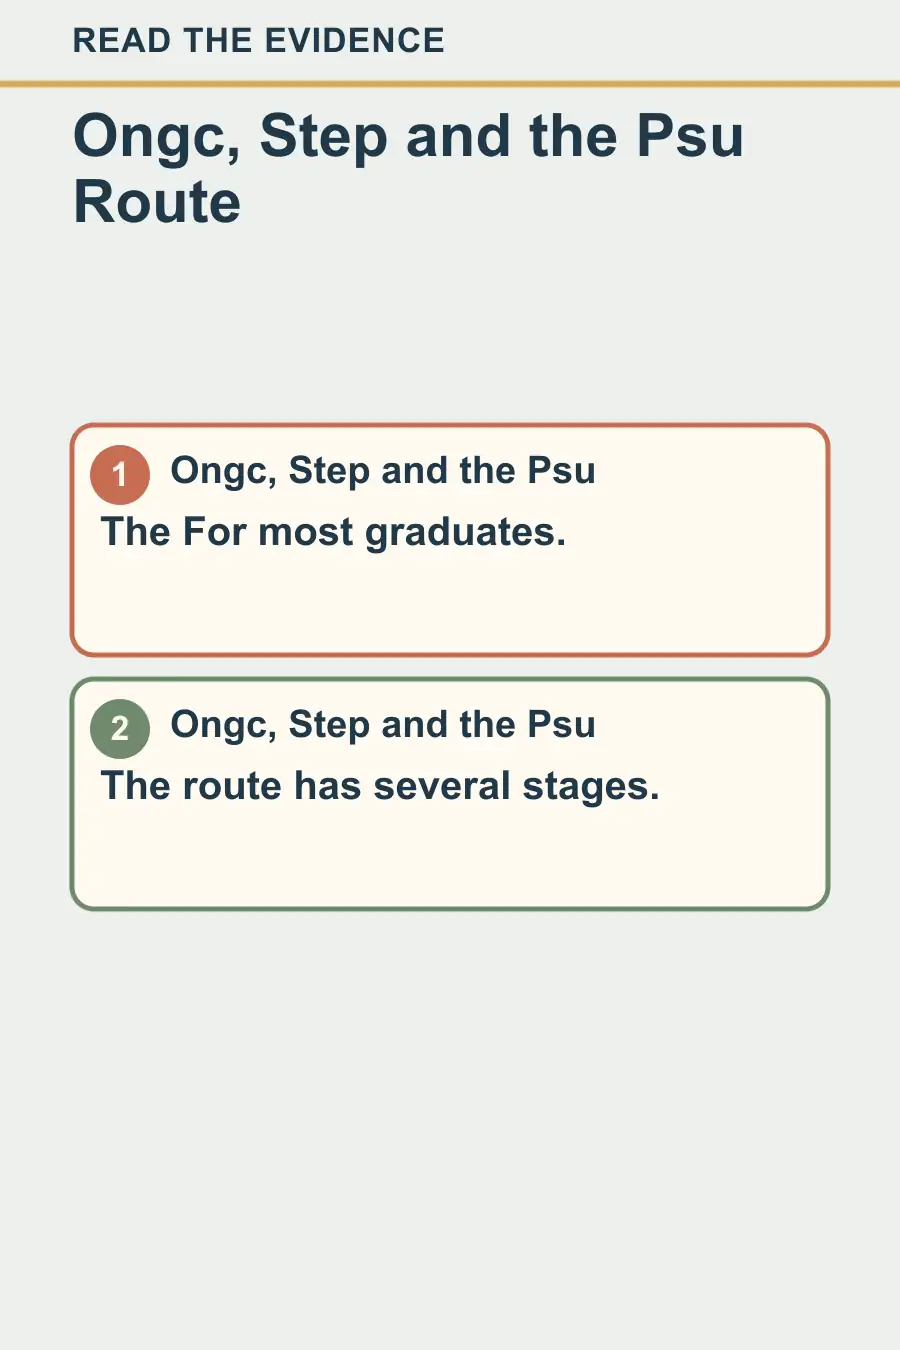 READ THE EVIDENCE
Ongc, Step and the Psu
Route
1 Ongc, Step and the Psu
The For most graduates.
2 Ongc, Step and the Psu
The route has several stages.